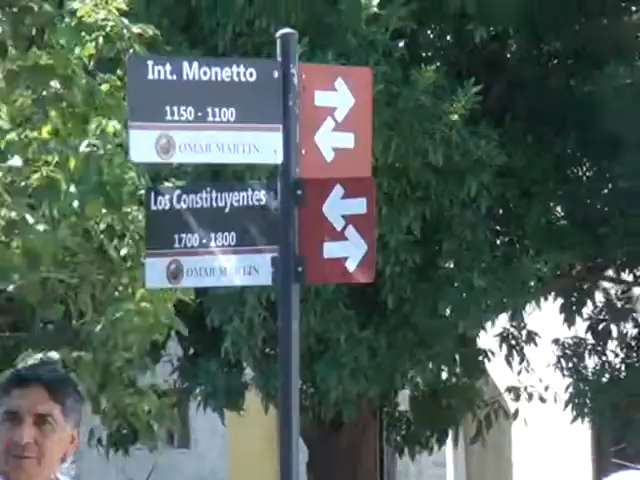 Int. Monetto
1150 - 1100
OMAR MARTIN
Los Constituyentes
1700 - 1800
OMAR MARTIN